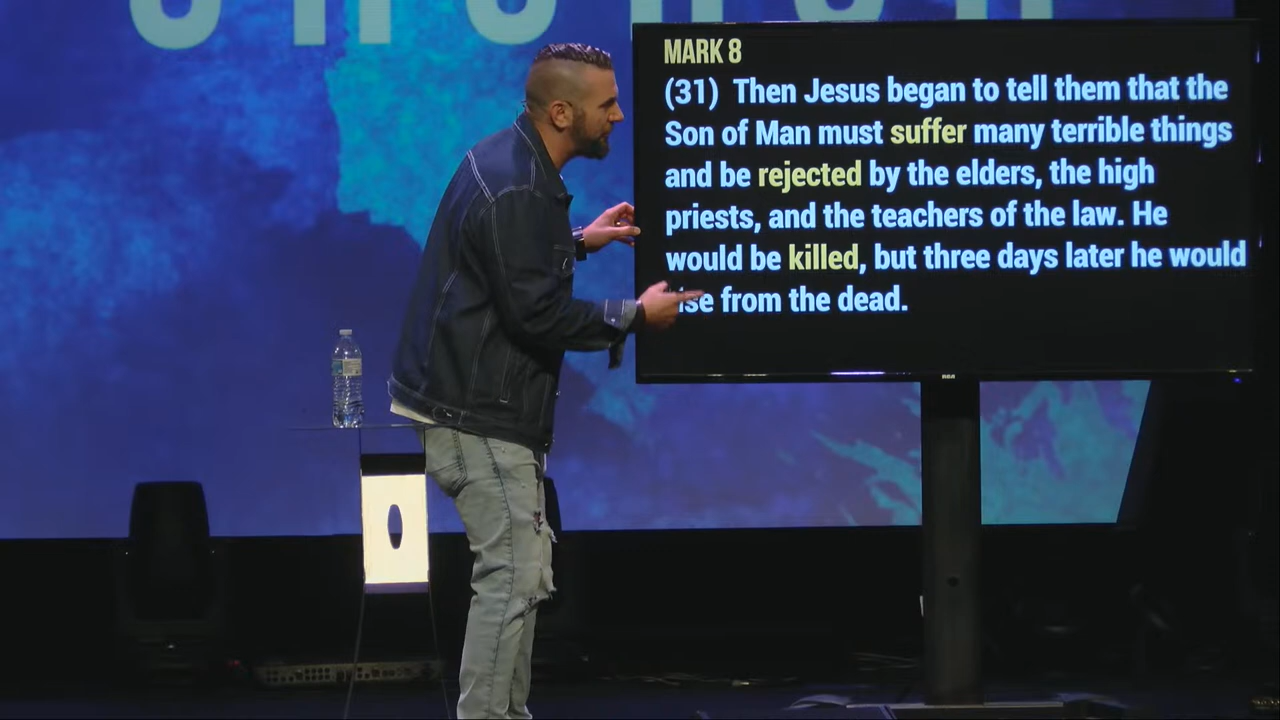 MARK 8
(31) Then Jesus began to tell them that the
Son of Man must suffer many terrible things
and be rejected by the elders, the high
priests, and the teachers of the law. He
would be killed, but three days later he would
ise from the dead.
RCA